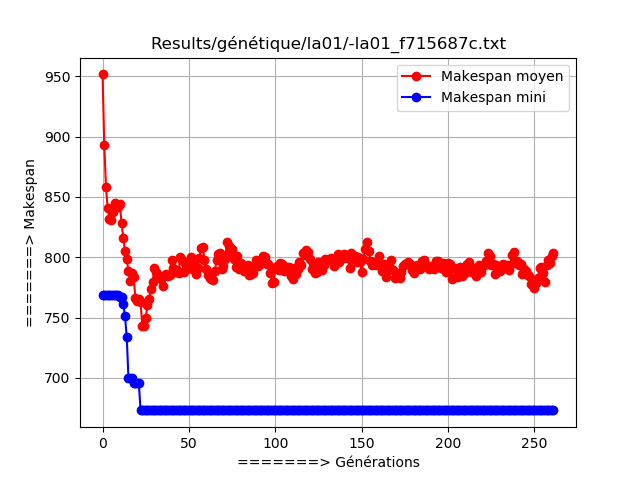 Results/génétique/la01/-la01_f715687c.txt
Makespan moyen
Makespan mini
950
900
850
800
750
700
=======> Makespan
0 50 100 150 200 250
=======> Générations